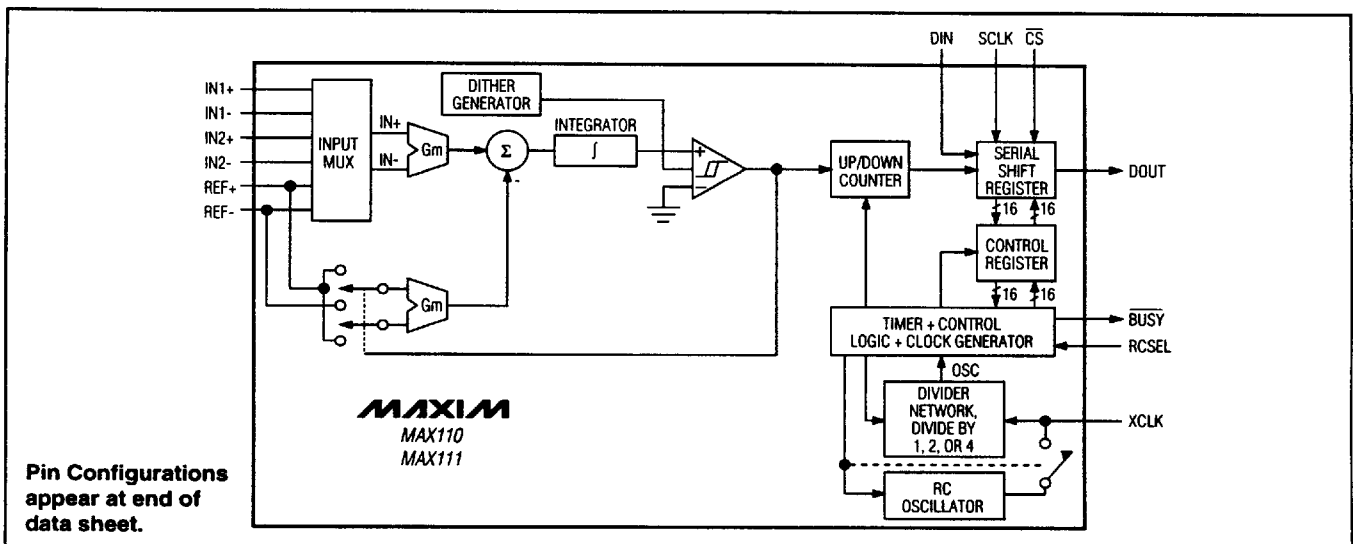 DIN SCLK CS
IN1+
IN1-
IN2+
IN2-
REF+
REF-
INPUT
MUX
IN+
IN-
Gm
DITHER
GENERATOR
Σ
INTEGRATOR
∫
+
-
-
UP/DOWN
COUNTER
SERIAL
SHIFT
REGISTER
DOUT
16 16
CONTROL
REGISTER
16 16
Gm
TIMER + CONTROL
LOGIC + CLOCK GENERATOR
BUSY
RCSEL
OSC
DIVIDER
NETWORK,
DIVIDE BY
1, 2, OR 4
XCLK
RC
OSCILLATOR
MAXIM
MAX110
MAX111
Pin Configurations
appear at end of
data sheet.